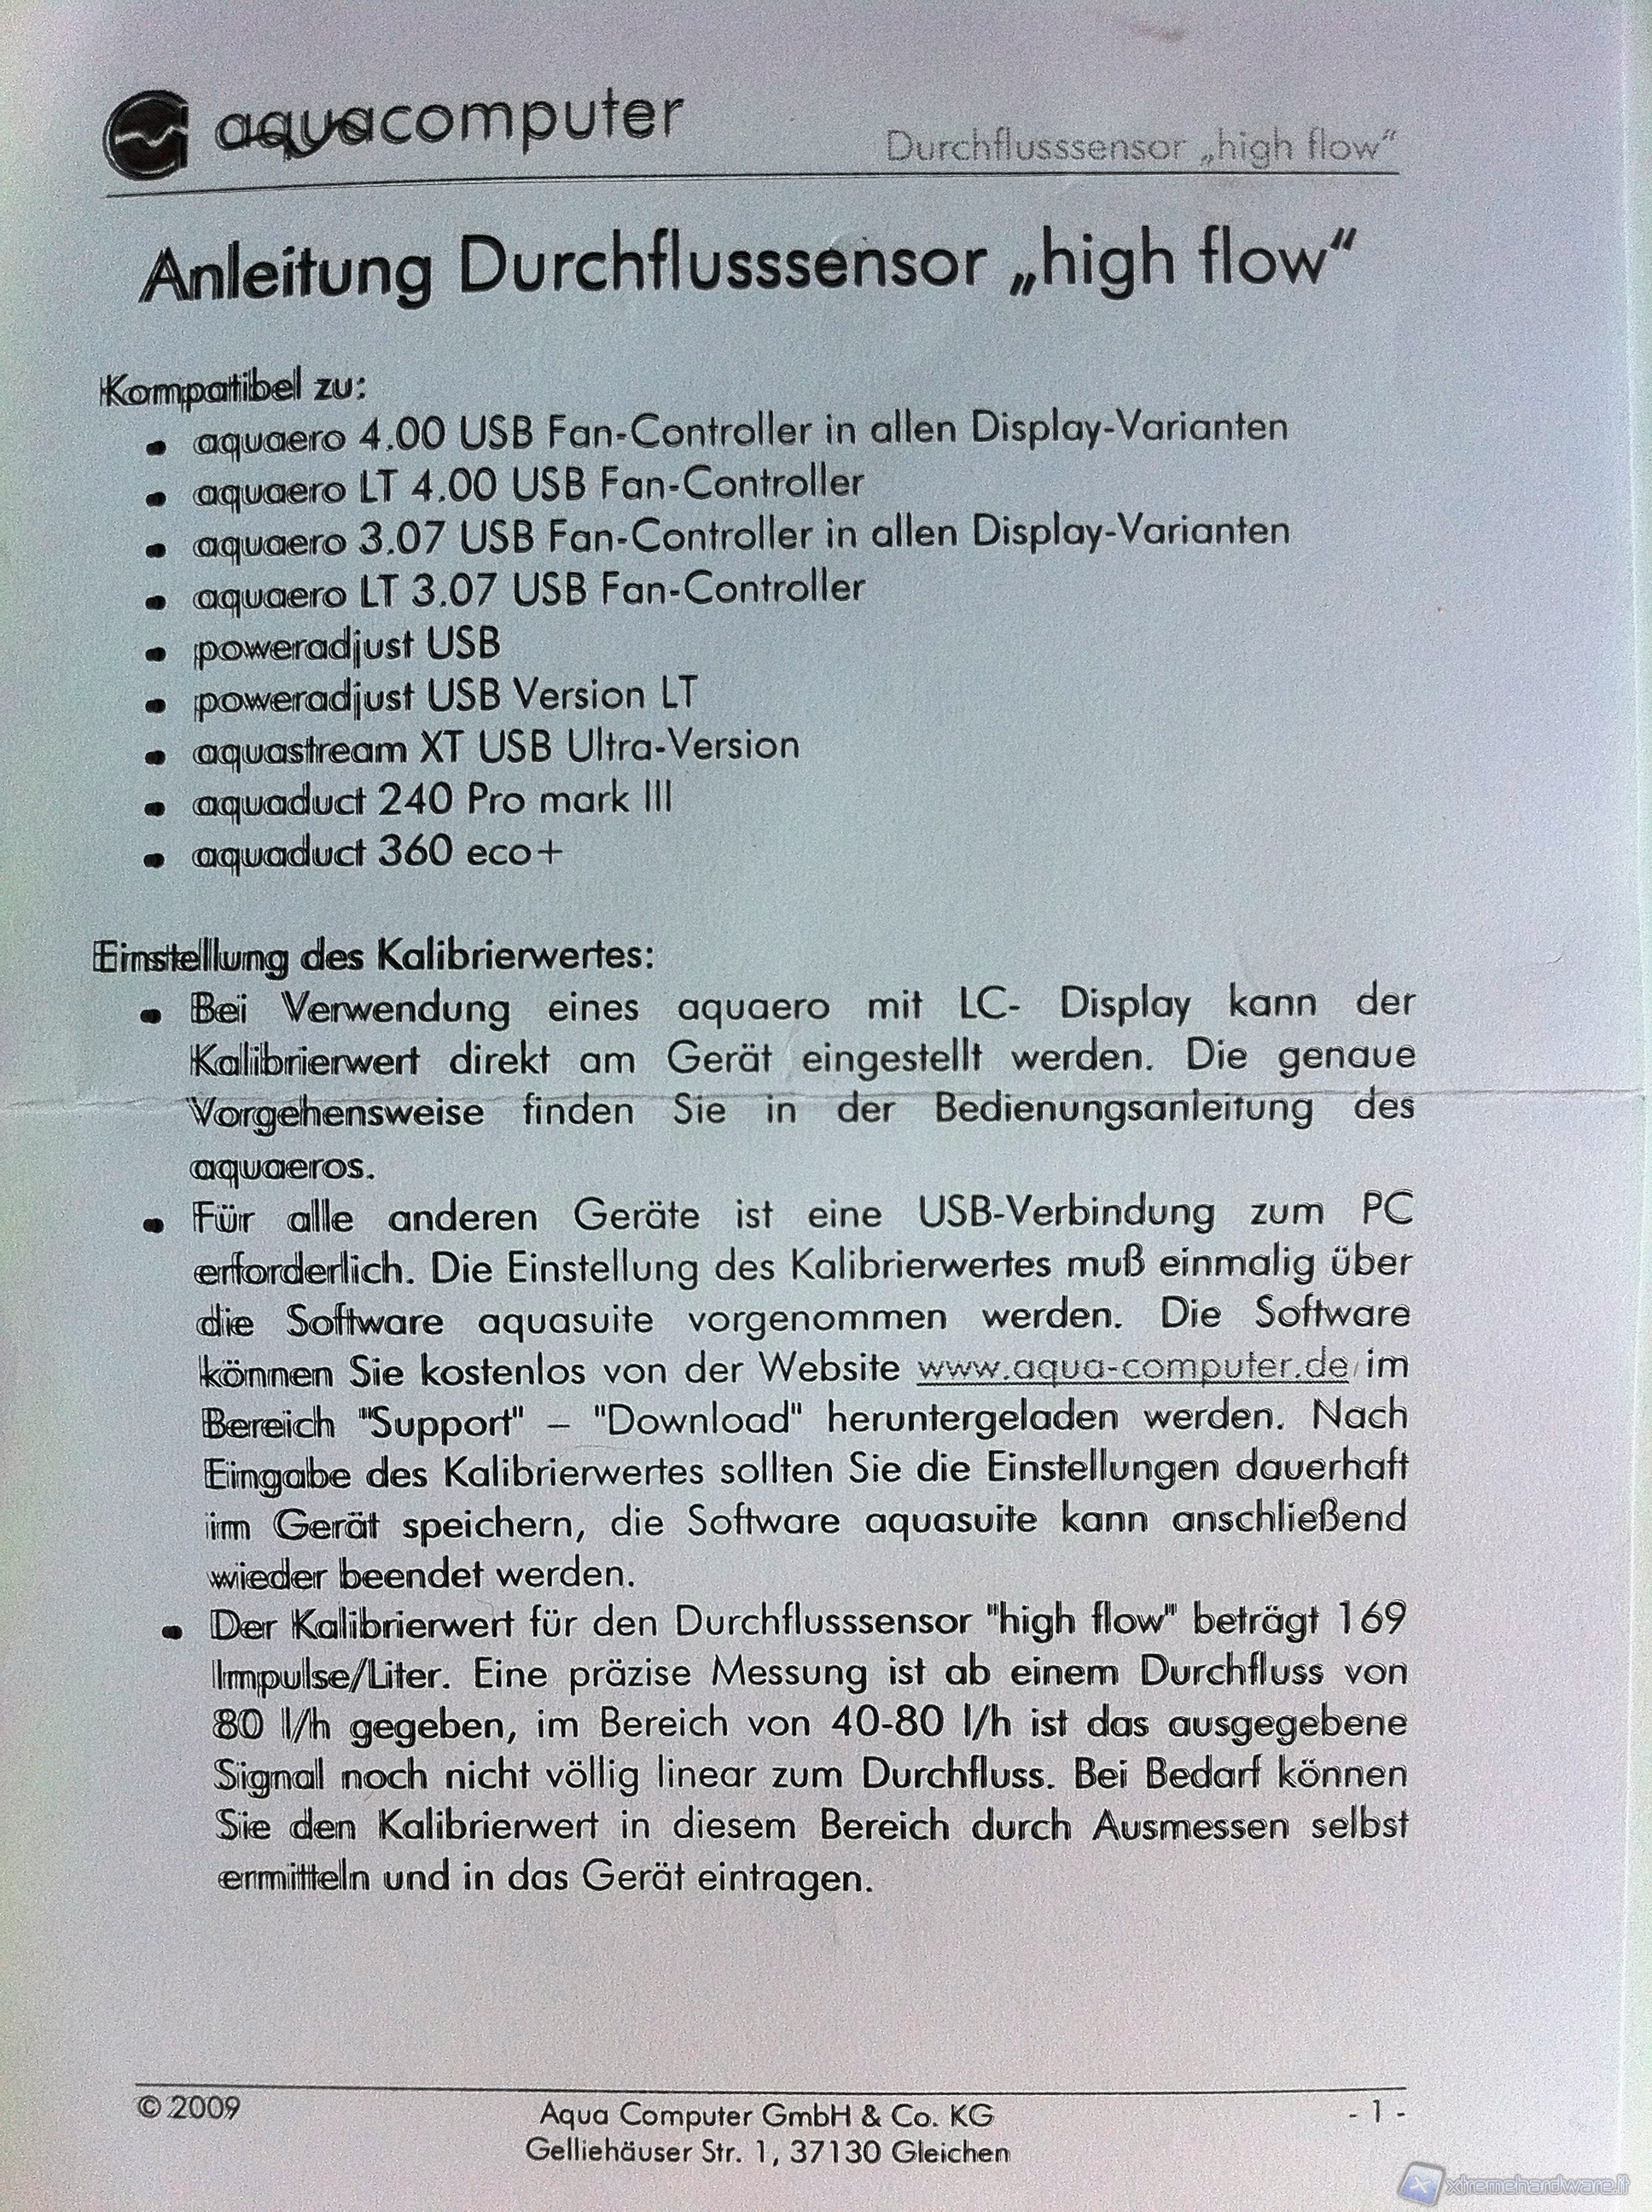 aquacomputer
Durchflusssensor „high flow“
Anleitung Durchflusssensor „high flow“
Kompatibel zu:
• aquaero 4.00 USB Fan-Controller in allen Display-Varianten
• aquaero LT 4.00 USB Fan-Controller
• aquaero 3.07 USB Fan-Controller in allen Display-Varianten
• aquaero LT 3.07 USB Fan-Controller
• poweradjust USB
• poweradjust USB Version LT
• aquastream XT USB Ultra-Version
• aquaduct 240 Pro mark III
• aquaduct 360 eco+
Einstellung des Kalibrierwertes:
• Bei Verwendung eines aquaero mit LC- Display kann der
Kalibrierwert direkt am Gerät eingestellt werden. Die genaue
Vorgehensweise finden Sie in der Bedienungsanleitung des
aquaeros.
• Für alle anderen Geräte ist eine USB-Verbindung zum PC
erforderlich. Die Einstellung des Kalibrierwertes muß einmalig über
die Software aquasuite vorgenommen werden. Die Software
können Sie kostenlos von der Website www.aqua-computer.de im
Bereich "Support" – "Download" heruntergeladen werden. Nach
Eingabe des Kalibrierwertes sollten Sie die Einstellungen dauerhaft
im Gerät speichern, die Software aquasuite kann anschließend
wieder beendet werden.
• Der Kalibrierwert für den Durchflusssensor "high flow" beträgt 169
Impulse/Liter. Eine präzise Messung ist ab einem Durchfluss von
80 l/h gegeben, im Bereich von 40-80 l/h ist das ausgegebene
Signal noch nicht völlig linear zum Durchfluss. Bei Bedarf können
Sie den Kalibrierwert in diesem Bereich durch Ausmessen selbst
ermitteln und in das Gerät eintragen.
© 2009
Aqua Computer GmbH & Co. KG
- 1 -
Gelliehäuser Str. 1, 37130 Gleichen
xtremehardware.it